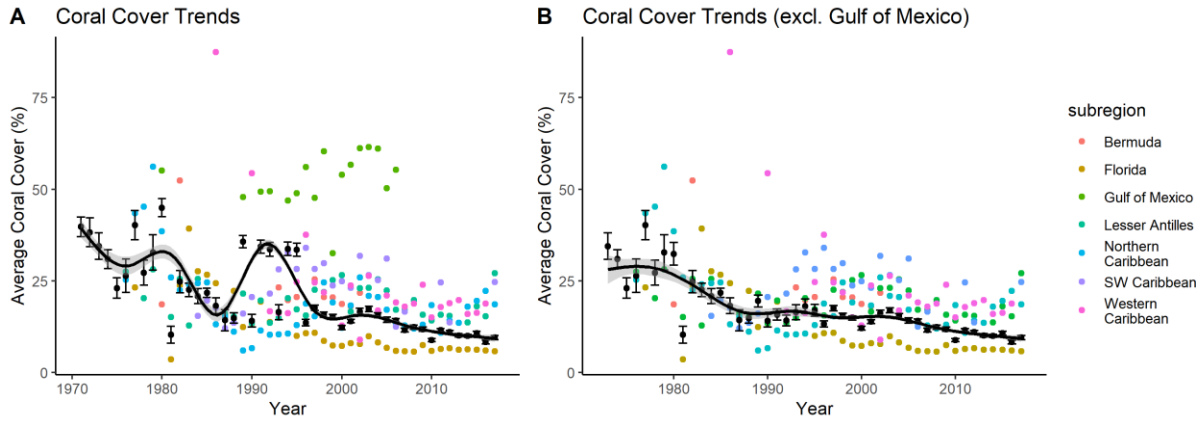 A Coral Cover Trends
Average Coral Cover (%)
75
50
25
0
1970 1980 1990 2000 2010
Year
B Coral Cover Trends (excl. Gulf of Mexico)
Average Coral Cover (%)
75
50
25
0
1980 1990 2000 2010
Year
subregion
Bermuda
Florida
Gulf of Mexico
Lesser Antilles
Northern
Caribbean
SW Caribbean
Western
Caribbean